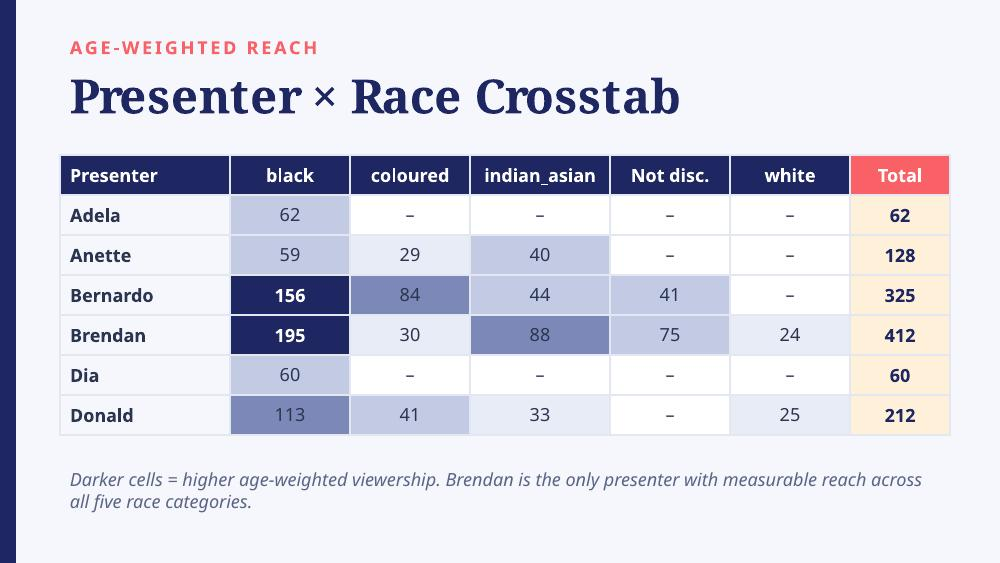 AGE-WEIGHTED REACH
Presenter × Race Crosstab
Presenter black coloured indian_asian Not disc. white Total
Adela 62 – – – – 62
Anette 59 29 40 – – 128
Bernardo 156 84 44 41 – 325
Brendan 195 30 88 75 24 412
Dia 60 – – – – 60
Donald 113 41 33 – 25 212
Darker cells = higher age-weighted viewership. Brendan is the only presenter with measurable reach across
all five race categories.